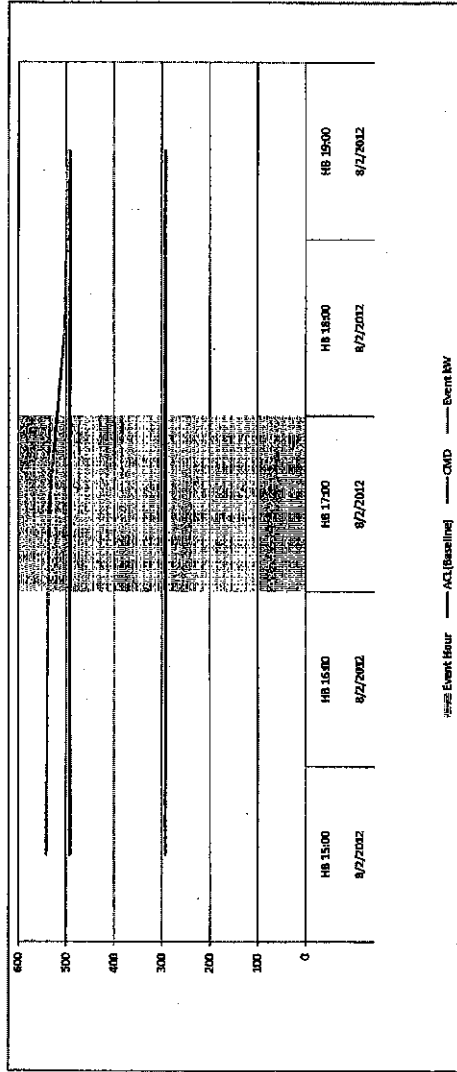 600
500
400
300
200
100
0
HB 15:00
HB 16:00
HB 17:00
HB 18:00
HB 19:00
8/2/2012
8/2/2012
8/2/2012
8/2/2012
8/2/2012
Event Hour
ACL(Baseline)
CMD
Event kW